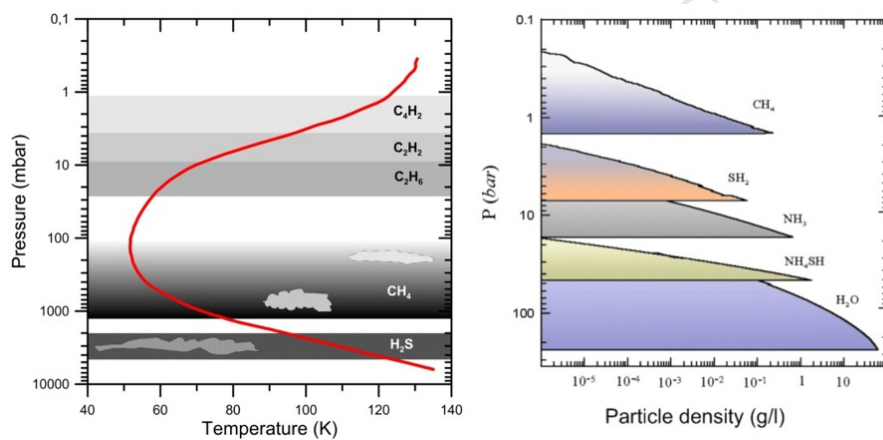 0,1
1
10
100
1000
10000
Pressure (mbar)
C₄H₂
C₂H₂
C₂H₆
CH₄
H₂S
40
60
80
100
120
140
Temperature (K)
0.1
1
10
100
P (bar)
CH₄
SH₂
NH₃
NH₄SH
H₂O
10⁻⁵
10⁻⁴
10⁻³
10⁻²
10⁻¹
1
10
Particle density (g/l)